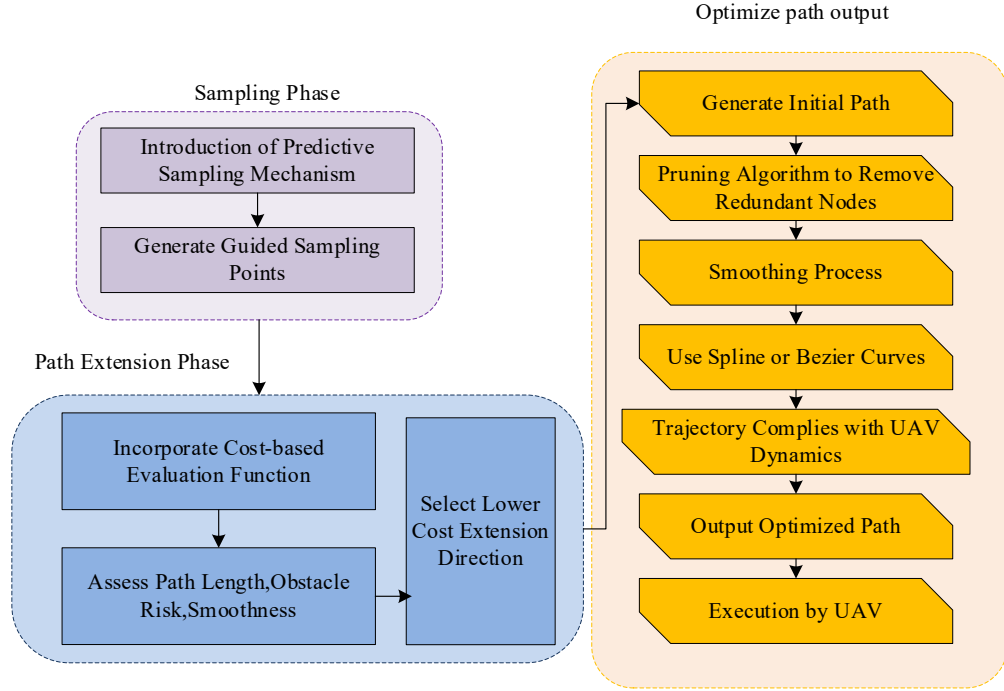 Sampling Phase
Introduction of Predictive
Sampling Mechanism
Generate Guided Sampling
Points
Path Extension Phase
Incorporate Cost-based
Evaluation Function
Assess Path Length,Obstacle
Risk,Smoothness
Select Lower
Cost Extension
Direction
Optimize path output
Generate Initial Path
Pruning Algorithm to Remove
Redundant Nodes
Smoothing Process
Use Spline or Bezier Curves
Trajectory Complies with UAV
Dynamics
Output Optimized Path
Execution by UAV